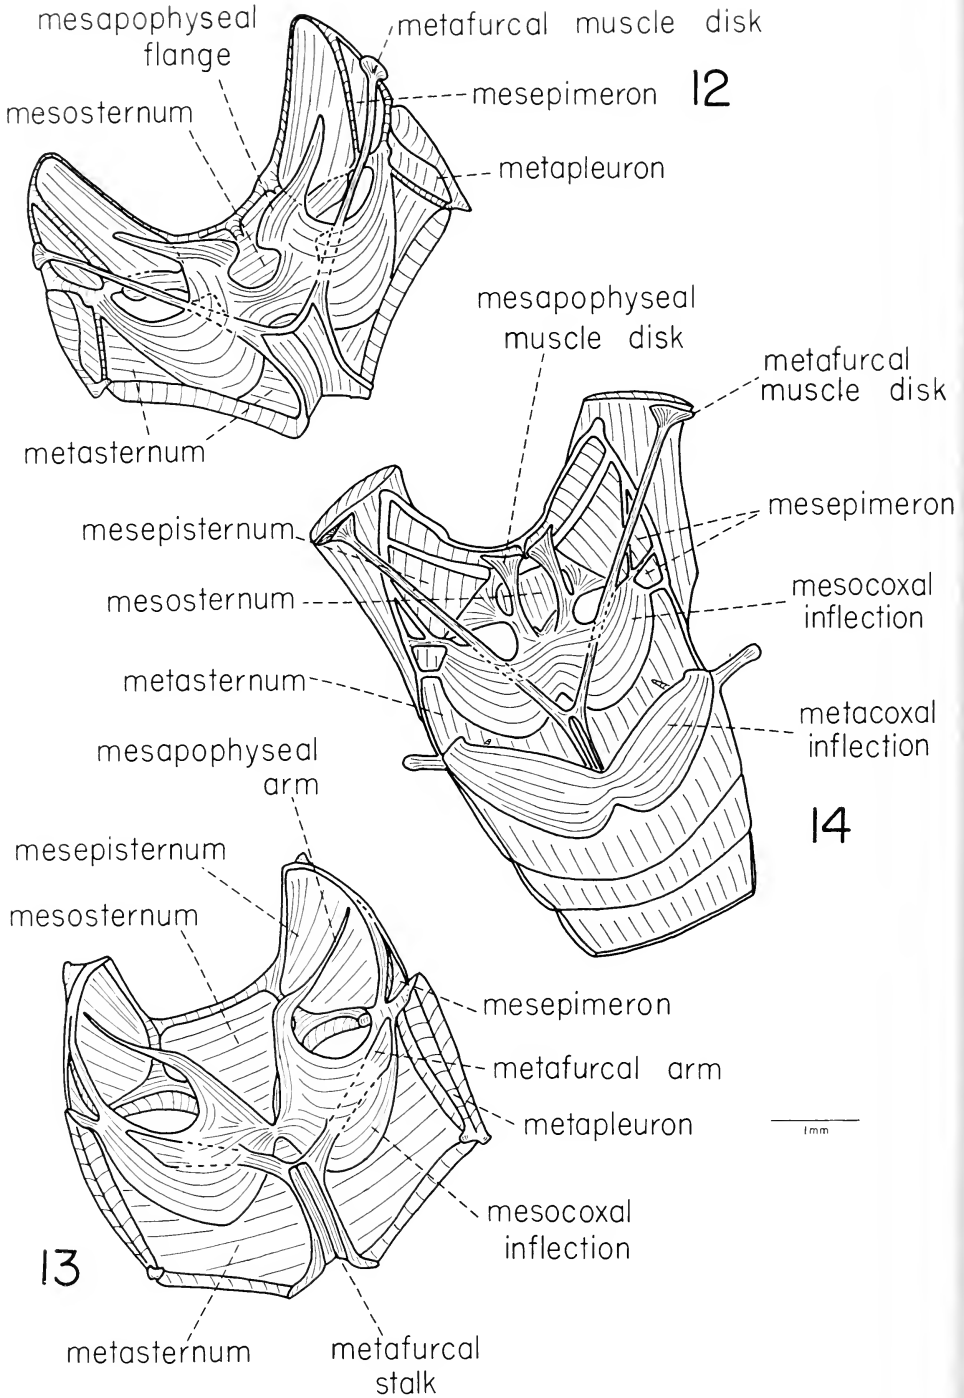 mesapophyseal
flange
metafurcal muscle disk
12
mesepimeron
mesosternum
metapleuron
metasternum
mesapophyseal
muscle disk
metafurcal
muscle disk
mesepisternum
mesepimeron
mesosternum
mesocoxal
inflection
metasternum
metacoxal
inflection
mesapophyseal
arm
14
mesepisternum
mesosternum
mesepimeron
metafurcal arm
metapleuron
1mm
mesocoxal
inflection
13
metasternum
metafurcal
stalk